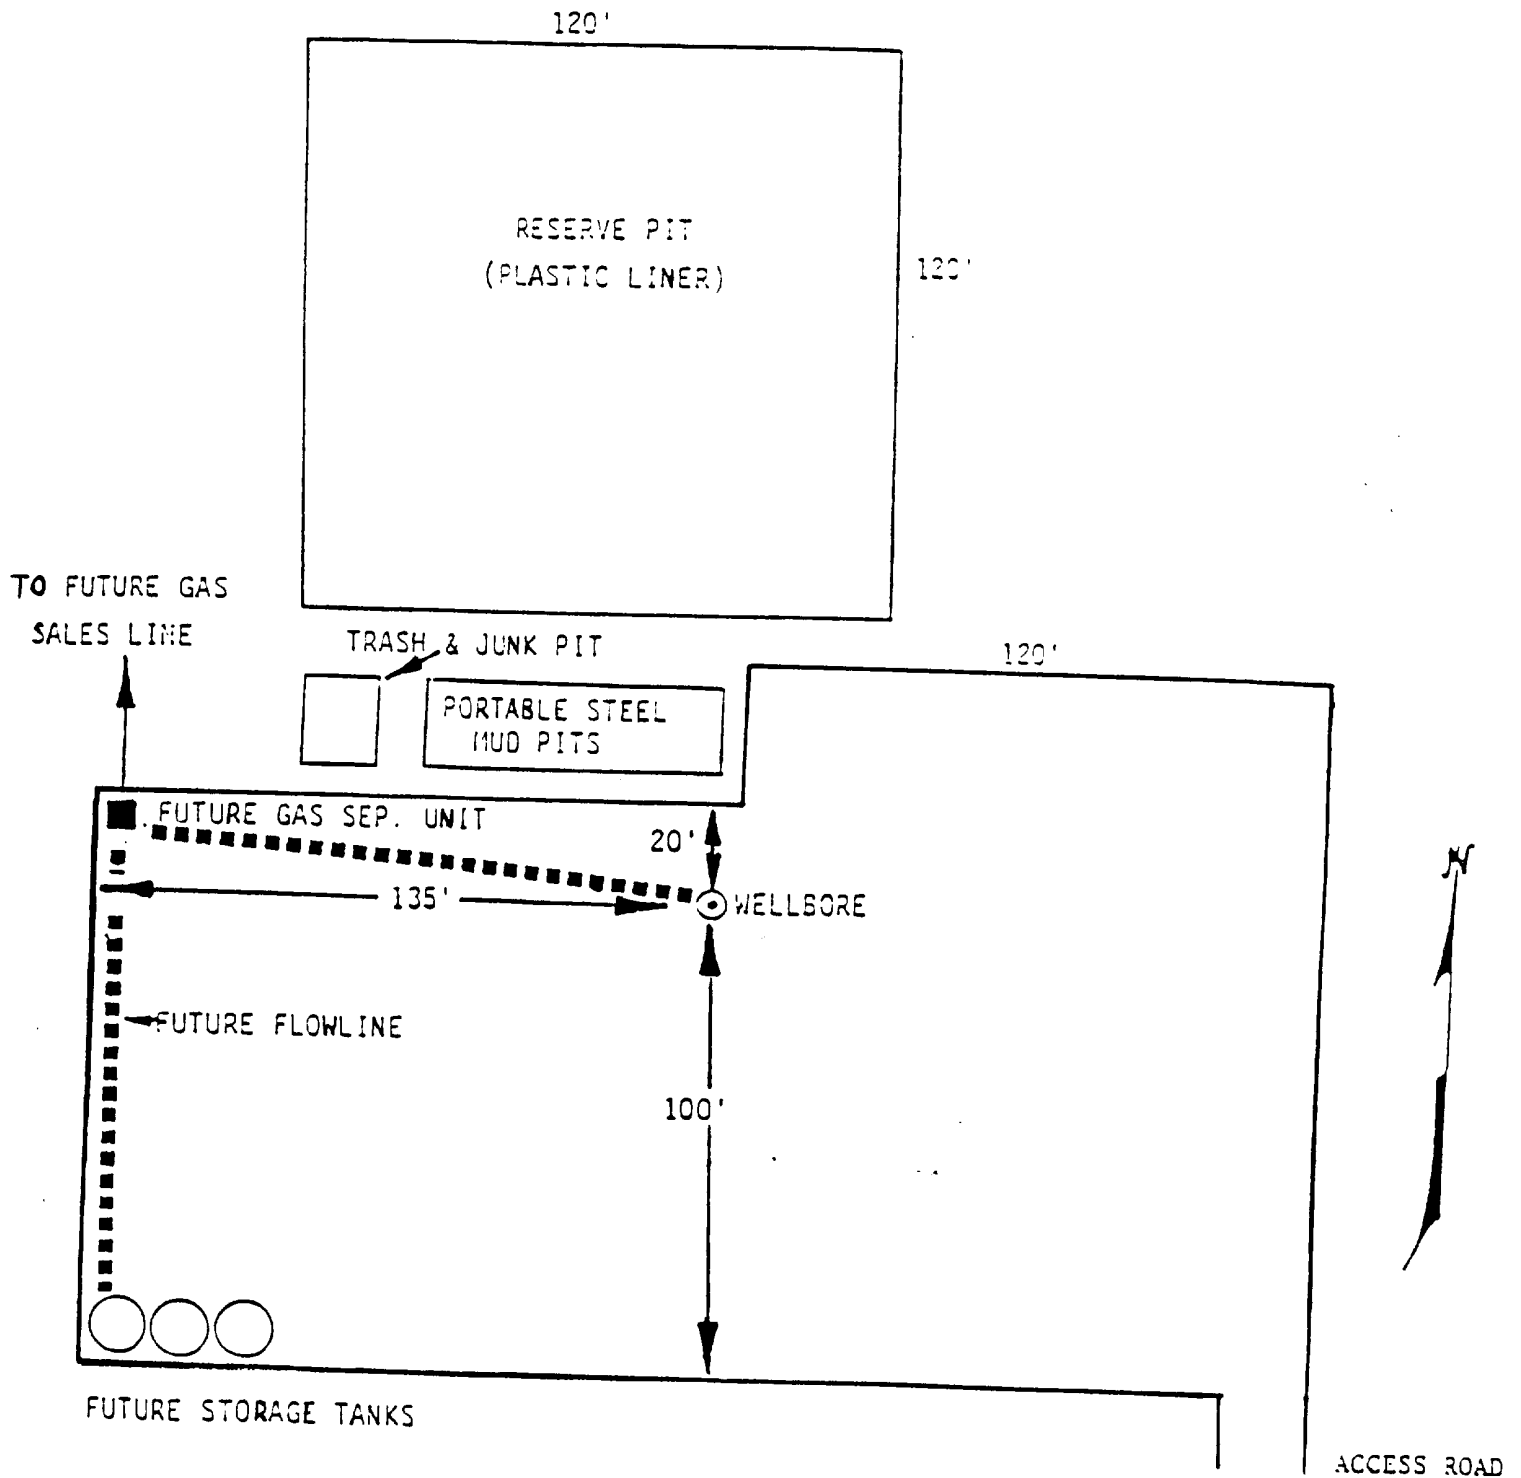 120'
RESERVE PIT
(PLASTIC LINER)
120'
TO FUTURE GAS
SALES LINE
TRASH & JUNK PIT
120'
PORTABLE STEEL
MUD PITS
FUTURE GAS SEP. UNIT
20'
135'
WELLBORE
N
FUTURE FLOWLINE
100'
FUTURE STORAGE TANKS
ACCESS ROAD